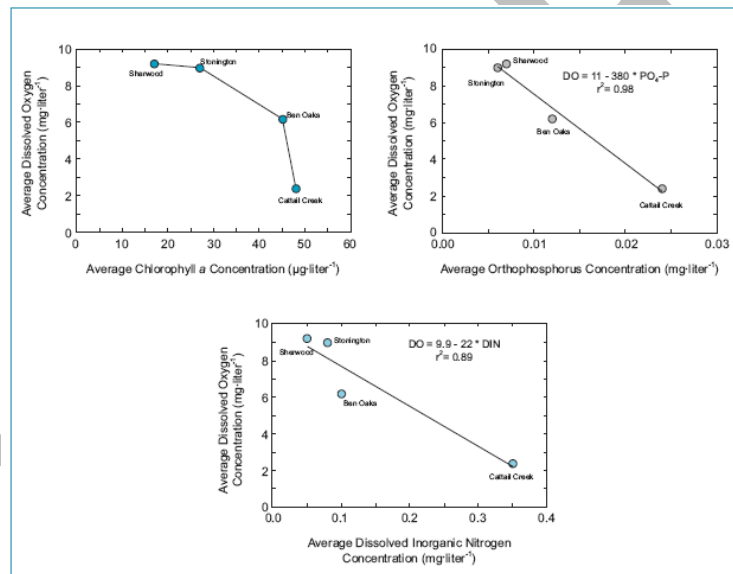 10
8
6
4
2
0
Average Dissolved Oxygen
Concentration (mg·liter⁻¹)
Sherwood
Stonington
Ben Oaks
Cattail Creek
0 10 20 30 40 50 60
Average Chlorophyll a Concentration (µg·liter⁻¹)
10
8
6
4
2
0
Average Dissolved Oxygen
Concentration (mg·liter⁻¹)
Sherwood
Stonington
DO = 11 - 380 * PO₄-P
r²= 0.98
Ben Oaks
Cattail Creek
0.00 0.01 0.02 0.03
Average Orthophosphorus Concentration (mg·liter⁻¹)
10
8
6
4
2
0
Average Dissolved Oxygen
Concentration (mg·liter⁻¹)
Stonington
Sherwood
DO = 9.9 - 22 * DIN
r²= 0.89
Ben Oaks
Cattail Creek
0.0 0.1 0.2 0.3 0.4
Average Dissolved Inorganic Nitrogen
Concentration (mg·liter⁻¹)